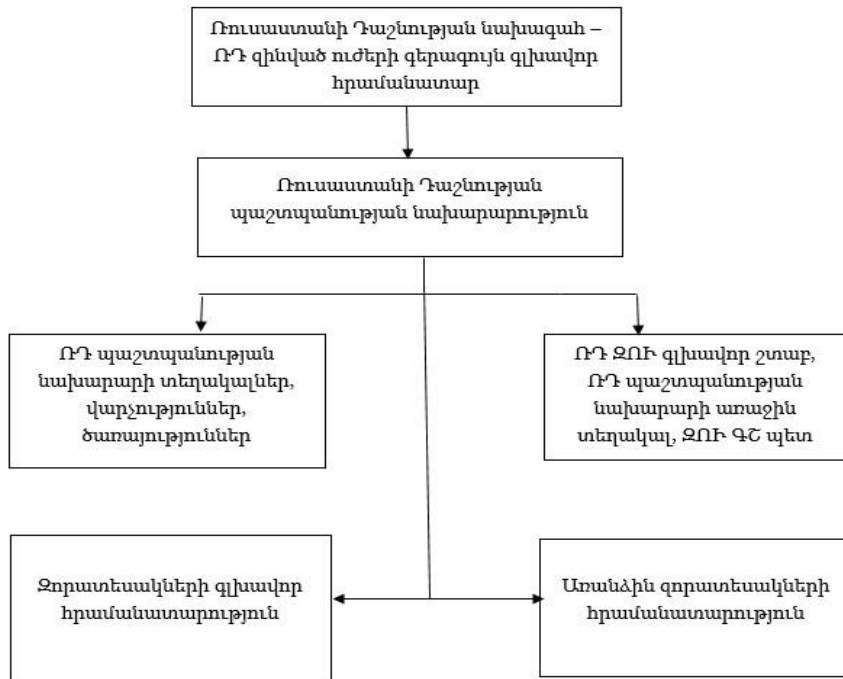 Ռուսաստանի Դաշնության նախագահ –
ՌԴ զինված ուժերի գերագույն գլխավոր
հրամանատար
Ռուսաստանի Դաշնության
պաշտպանության նախարարություն
ՌԴ պաշտպանության
նախարարի տեղակալներ,
վարչություններ,
ծառայություններ
ՌԴ ԶՈՒ գլխավոր շտաբ,
ՌԴ պաշտպանության
նախարարի առաջին
տեղակալ, ԶՈՒ ԳՇ պետ
Զորատեսակների գլխավոր
հրամանատարություն
Առանձին զորատեսակների
հրամանատարություն